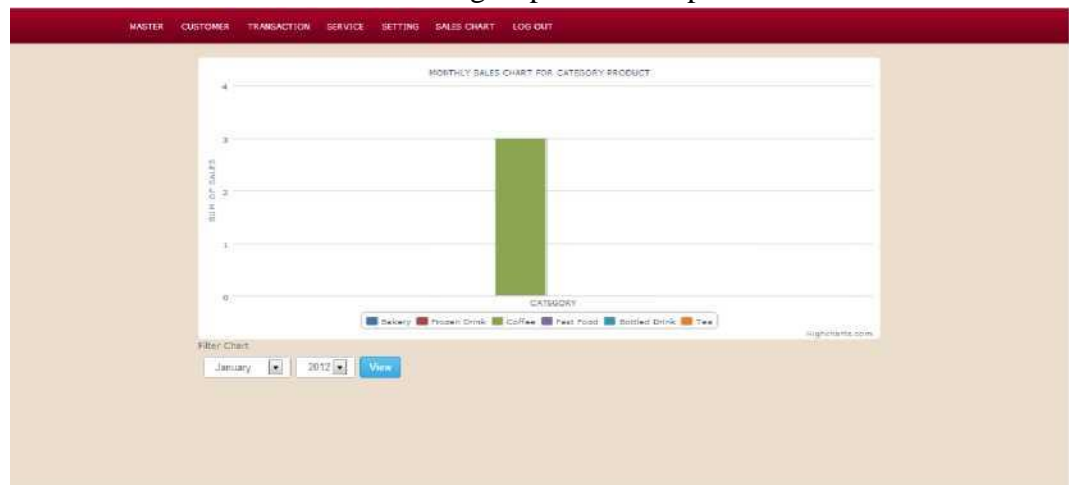 MASTER CUSTOMER TRANSACTION SERVICE SETTING SALES CHART LOG OUT
MONTHLY SALES CHART FOR CATEGORY PRODUCT
4
3
2
1
0
SUM OF SALES
CATEGORY
Bakery Frozen Drink Coffee Fast Food Bottled Drink Tea
Highcharts.com
Filter Chart
January 2012 View